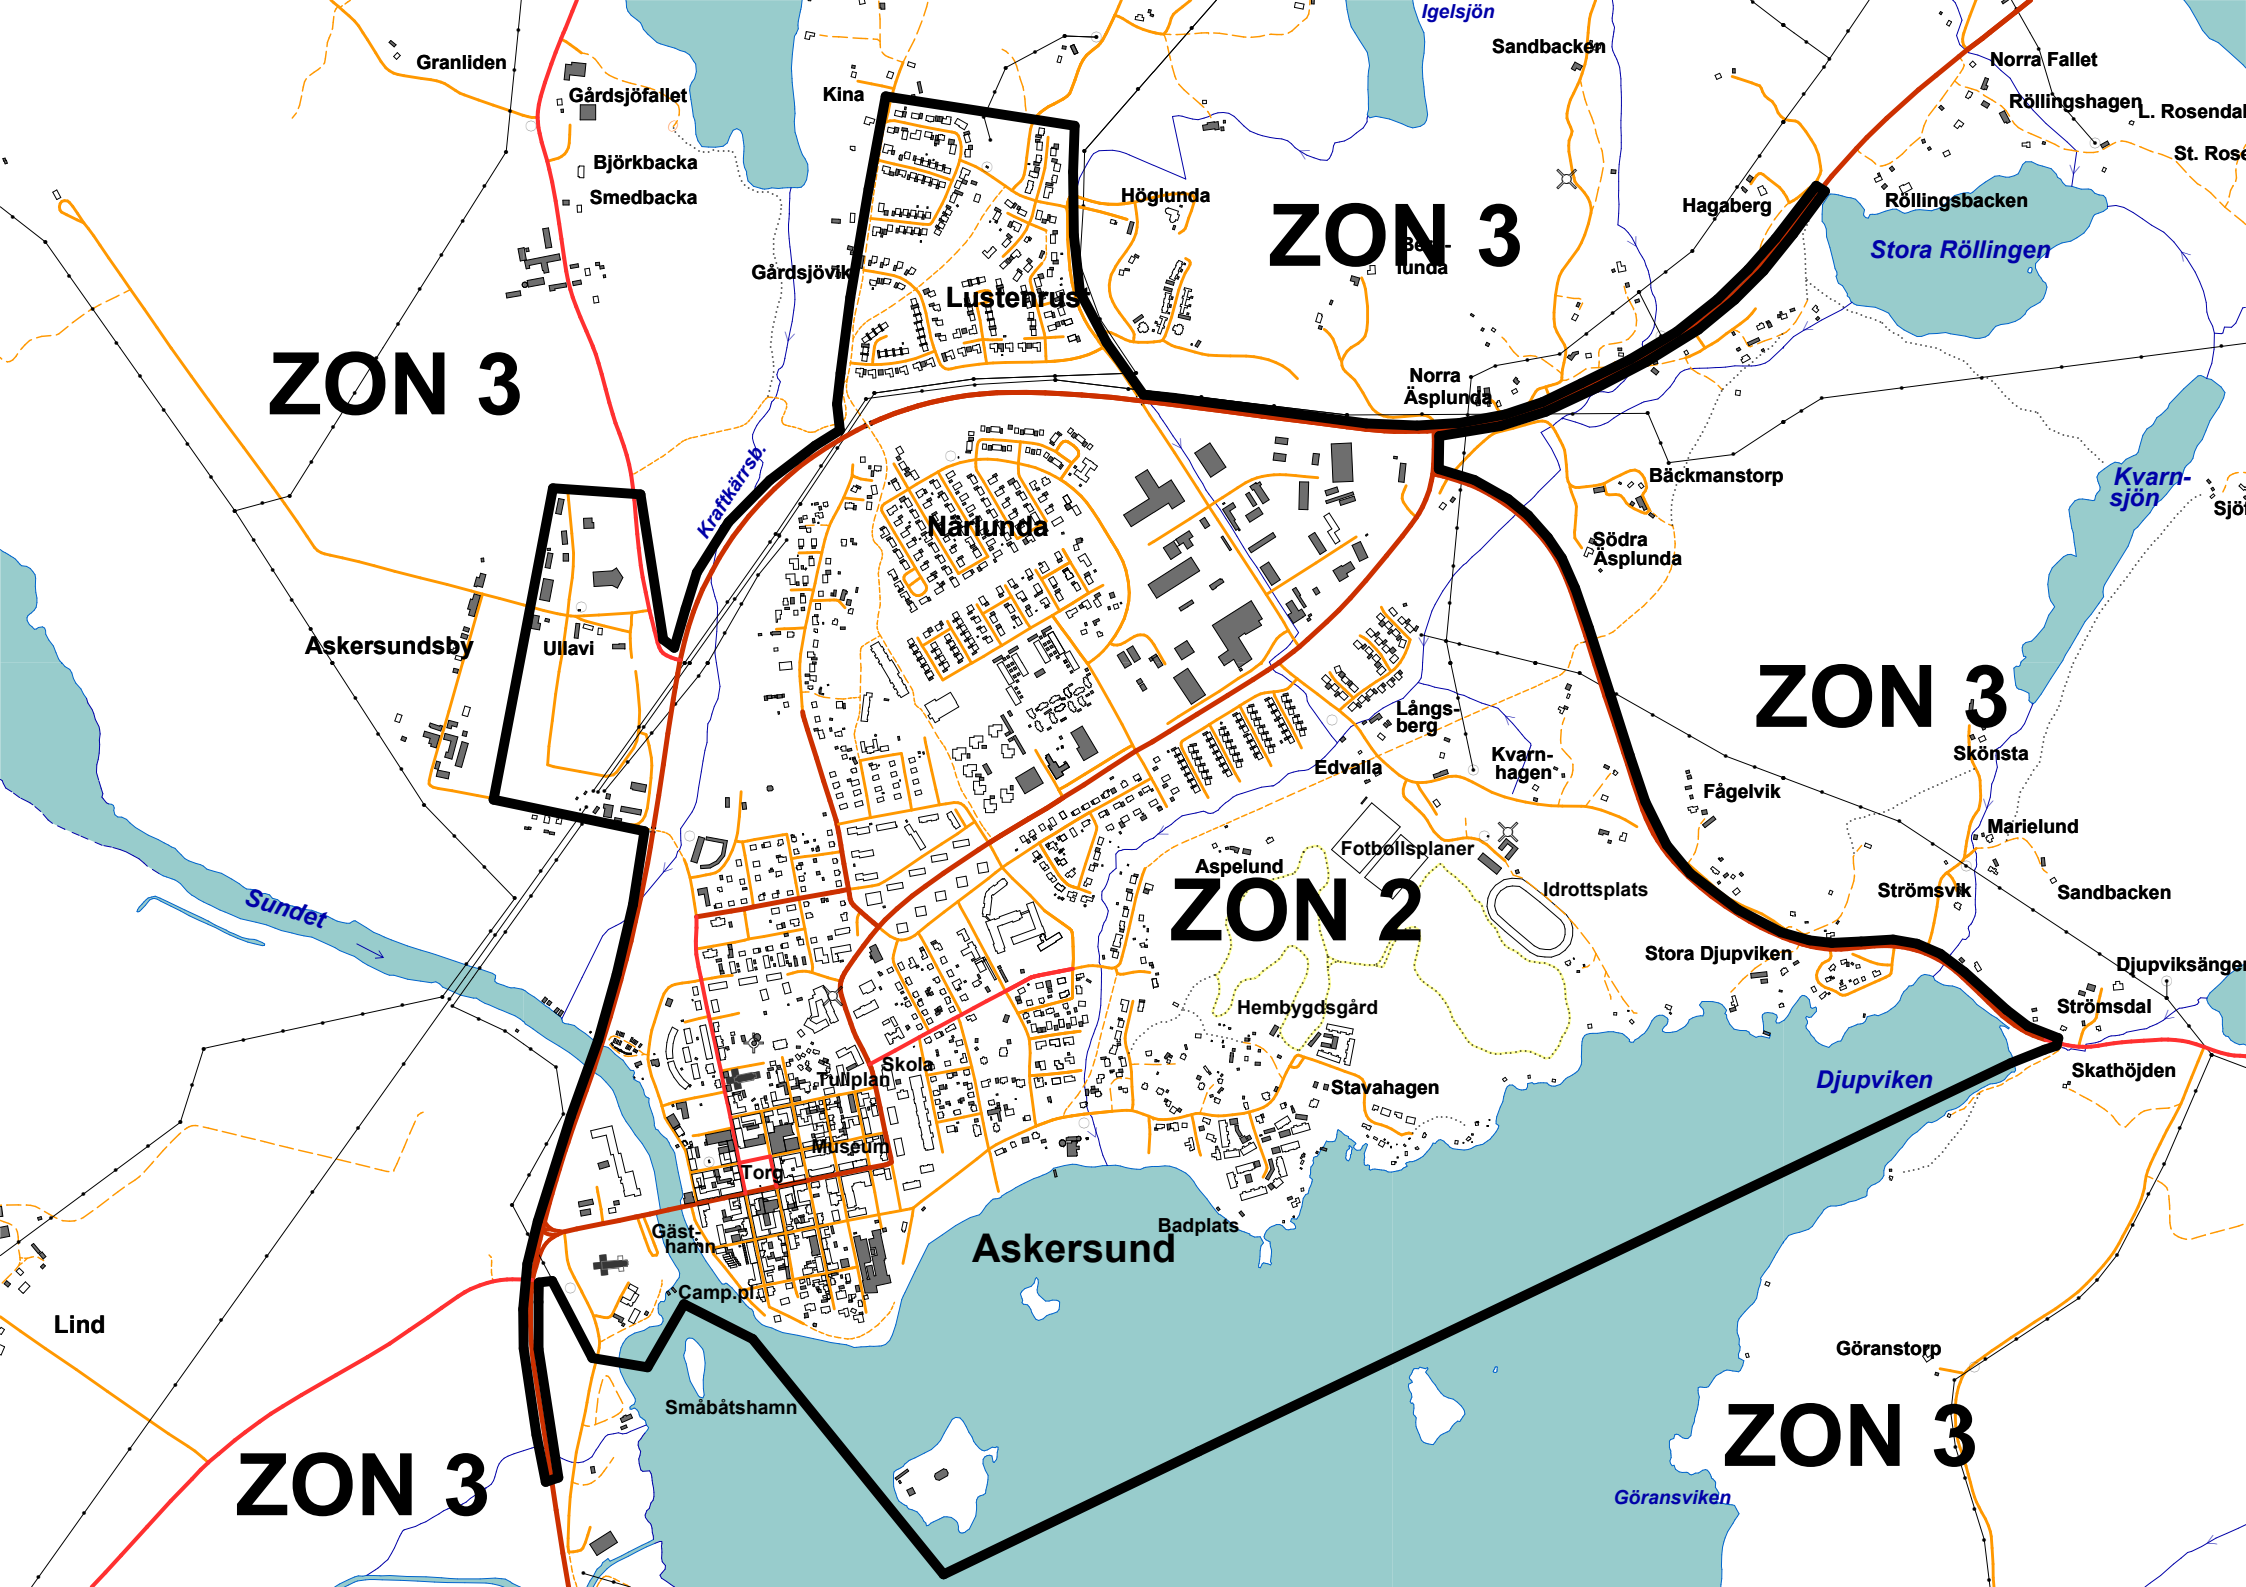 Igelsjön
Sandbacken
Granliden
Norra Fallet
Gårdsjöfallet
Kina
Röllingshagen
L. Rosendal
Björkbacka
St. Rose
Smedbacka
Höglunda
Hagaberg
Röllingsbacken
ZON 3
Stora Röllingen
Gårdsjövik
lunda
Lustenrust
ZON 3
Norra
Äsplunda
Kraftkärrsb.
Bäckmanstorp
Kvarn-
sjön
Närlunda
Södra
Äsplunda
Askersundsby
Ullavi
ZON 3
Långs-
berg
Edvalla
Kvarn-
hagen
Skönsta
Fågelvik
Marielund
Fotbollsplaner
Aspelund
ZON 2
Idrottsplats
Strömsvik
Sandbacken
Sundet
Stora Djupviken
Djupviksängen
Hembygdsgård
Strömsdal
Skola
Tullplan
Stavahagen
Djupviken
Skathöjden
Museum
Torg
Gäst-
hamn
Badplats
Askersund
Camp.pl.
Lind
Göranstorp
Småbåtshamn
ZON 3
ZON 3
Göransviken